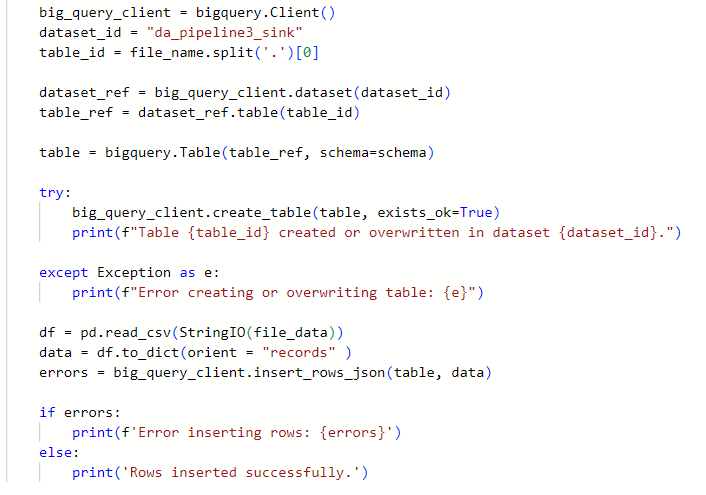 big_query_client = bigquery.Client()
dataset_id = "da_pipeline3_sink"
table_id = file_name.split('.')[0]
dataset_ref = big_query_client.dataset(dataset_id)
table_ref = dataset_ref.table(table_id)
table = bigquery.Table(table_ref, schema=schema)
try:
    big_query_client.create_table(table, exists_ok=True)
    print(f"Table {table_id} created or overwritten in dataset {dataset_id}.")
except Exception as e:
    print(f"Error creating or overwriting table: {e}")
df = pd.read_csv(StringIO(file_data))
data = df.to_dict(orient = "records" )
errors = big_query_client.insert_rows_json(table, data)
if errors:
    print(f'Error inserting rows: {errors}')
else:
    print('Rows inserted successfully.')